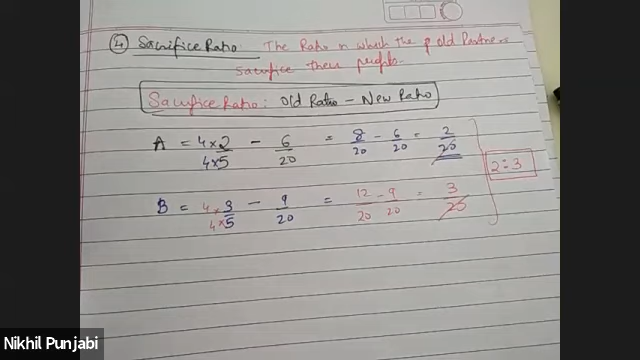 ④ Sacrifice Ratio: The Ratio in which the old Partners
sacrifice their profits.
Sacrifice Ratio: Old Ratio - New Ratio
A = 4×2/4×5 - 6/20 = 8/20 - 6/20 = 2/20
2:3
B = 4×3/4×5 - 9/20 = 12/20 - 9/20 = 3/20
Nikhil Punjabi